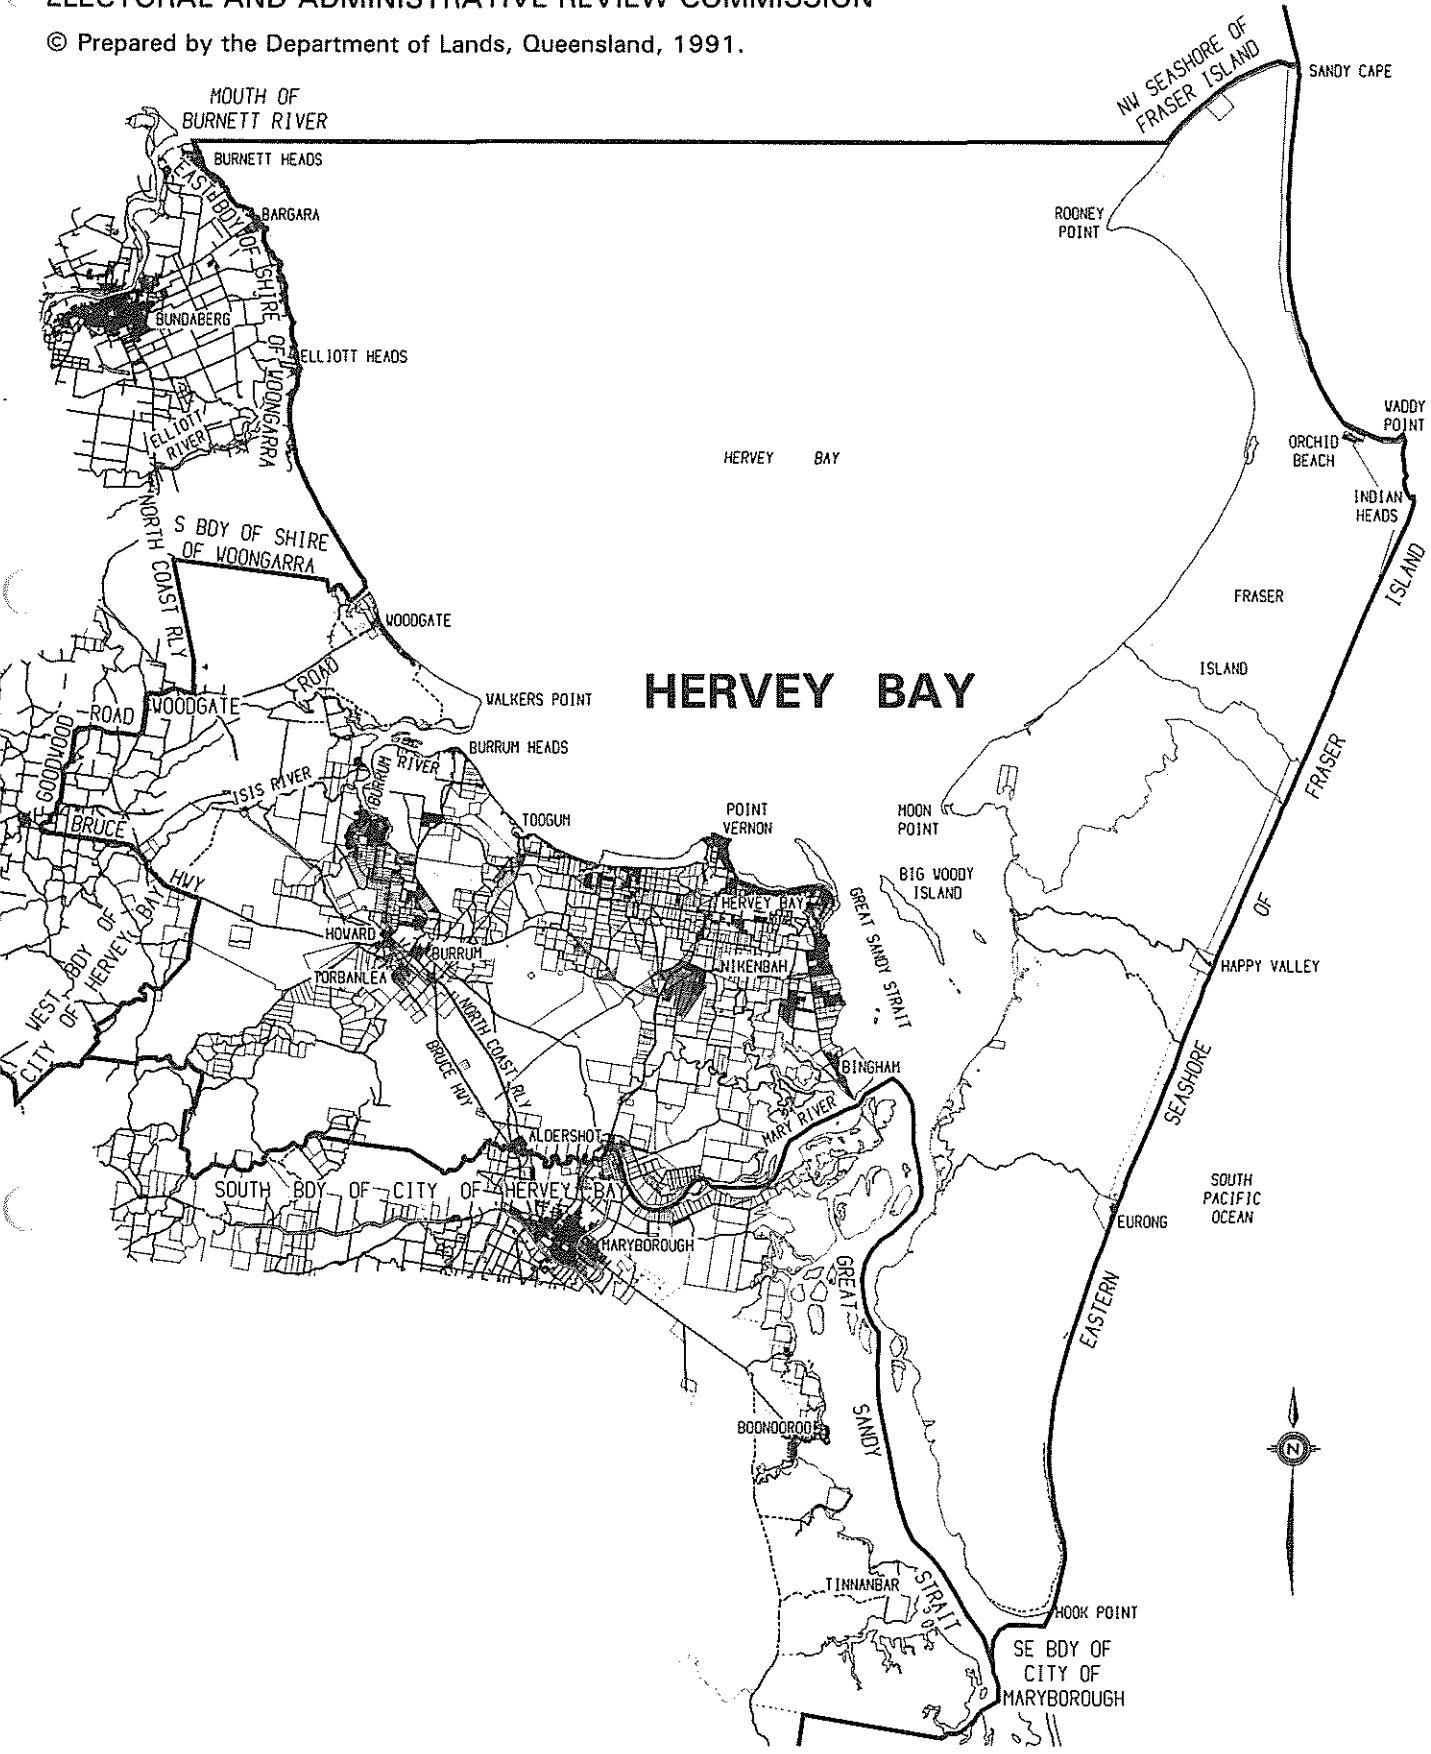 ELECTORAL AND ADMINISTRATIVE REVIEW COMMISSION
© Prepared by the Department of Lands, Queensland, 1991.
NW SEASHORE OF
FRASER ISLAND
SANDY CAPE
MOUTH OF
BURNETT RIVER
BURNETT HEADS
EAST BDY OF SHIRE OF WOONGARRA
BARGARA
ROONEY
POINT
BUNDABERG
ELLIOTT HEADS
WADDY
POINT
ELLIOTT
RIVER
ORCHID
BEACH
HERVEY BAY
INDIAN
HEADS
NORTH COAST RLY
S BDY OF SHIRE
OF WOONGARRA
FRASER
ISLAND
WOODGATE
ROAD
WALKERS POINT
HERVEY BAY
WOODGATE
ROAD
GOODWOOD
BURRUM HEADS
BURRUM
RIVER
ISIS RIVER
BRUCE
HWY
TOOGUM
POINT
VERNON
MOON
POINT
BIG WOODY
ISLAND
HERVEY BAY
GREAT SANDY STRAIT
EASTERN SEASHORE OF FRASER ISLAND
HOWARD
BURRUM
TORBANLEA
NIKENBAH
HAPPY VALLEY
WEST BDY OF
CITY OF HERVEY BAY
NORTH COAST RLY
BRUCE HWY
BINGHAM
MARY RIVER
ALDERSHOT
SOUTH BDY OF CITY OF HERVEY BAY
SOUTH
PACIFIC
OCEAN
EURONG
MARYBOROUGH
GREAT SANDY STRAIT
BOONOOROO
N
TINNANBAR
HOOK POINT
SE BDY OF
CITY OF
MARYBOROUGH